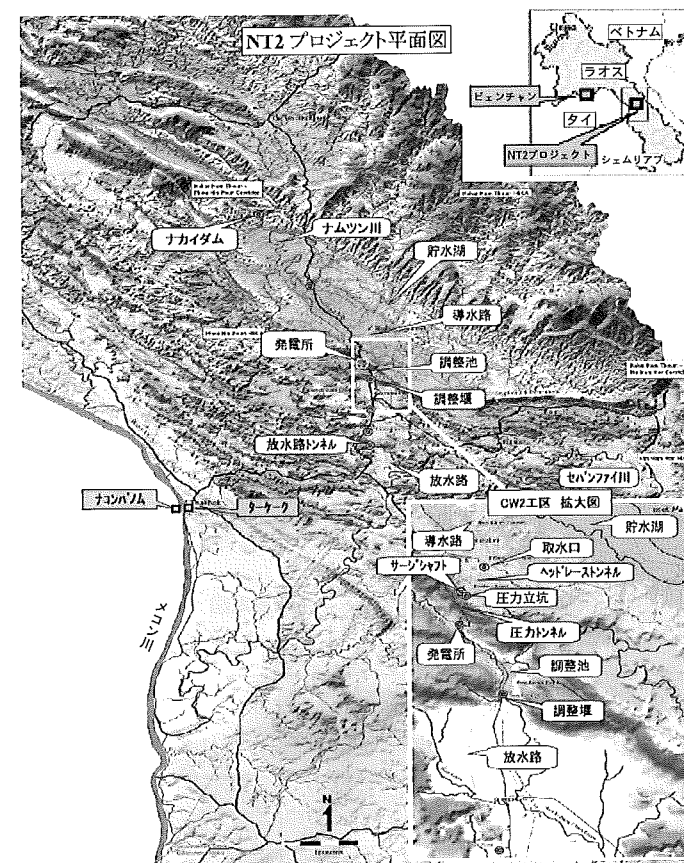 NT2 プロジェクト平面図
ベトナム
ラオス
ビエンチャン
タイ
NT2プロジェクト
シェムリアプ
ナカイダム
ナムツン川
貯水湖
導水路
発電所
調整池
調整堰
放水路トンネル
放水路
セバンファイ川
ナコンパノム
ターケーク
CW2工区 拡大図
メコン川
導水路
貯水湖
取水口
サージシャフト
ヘッドレーストンネル
圧力立坑
圧力トンネル
発電所
調整池
調整堰
放水路
N